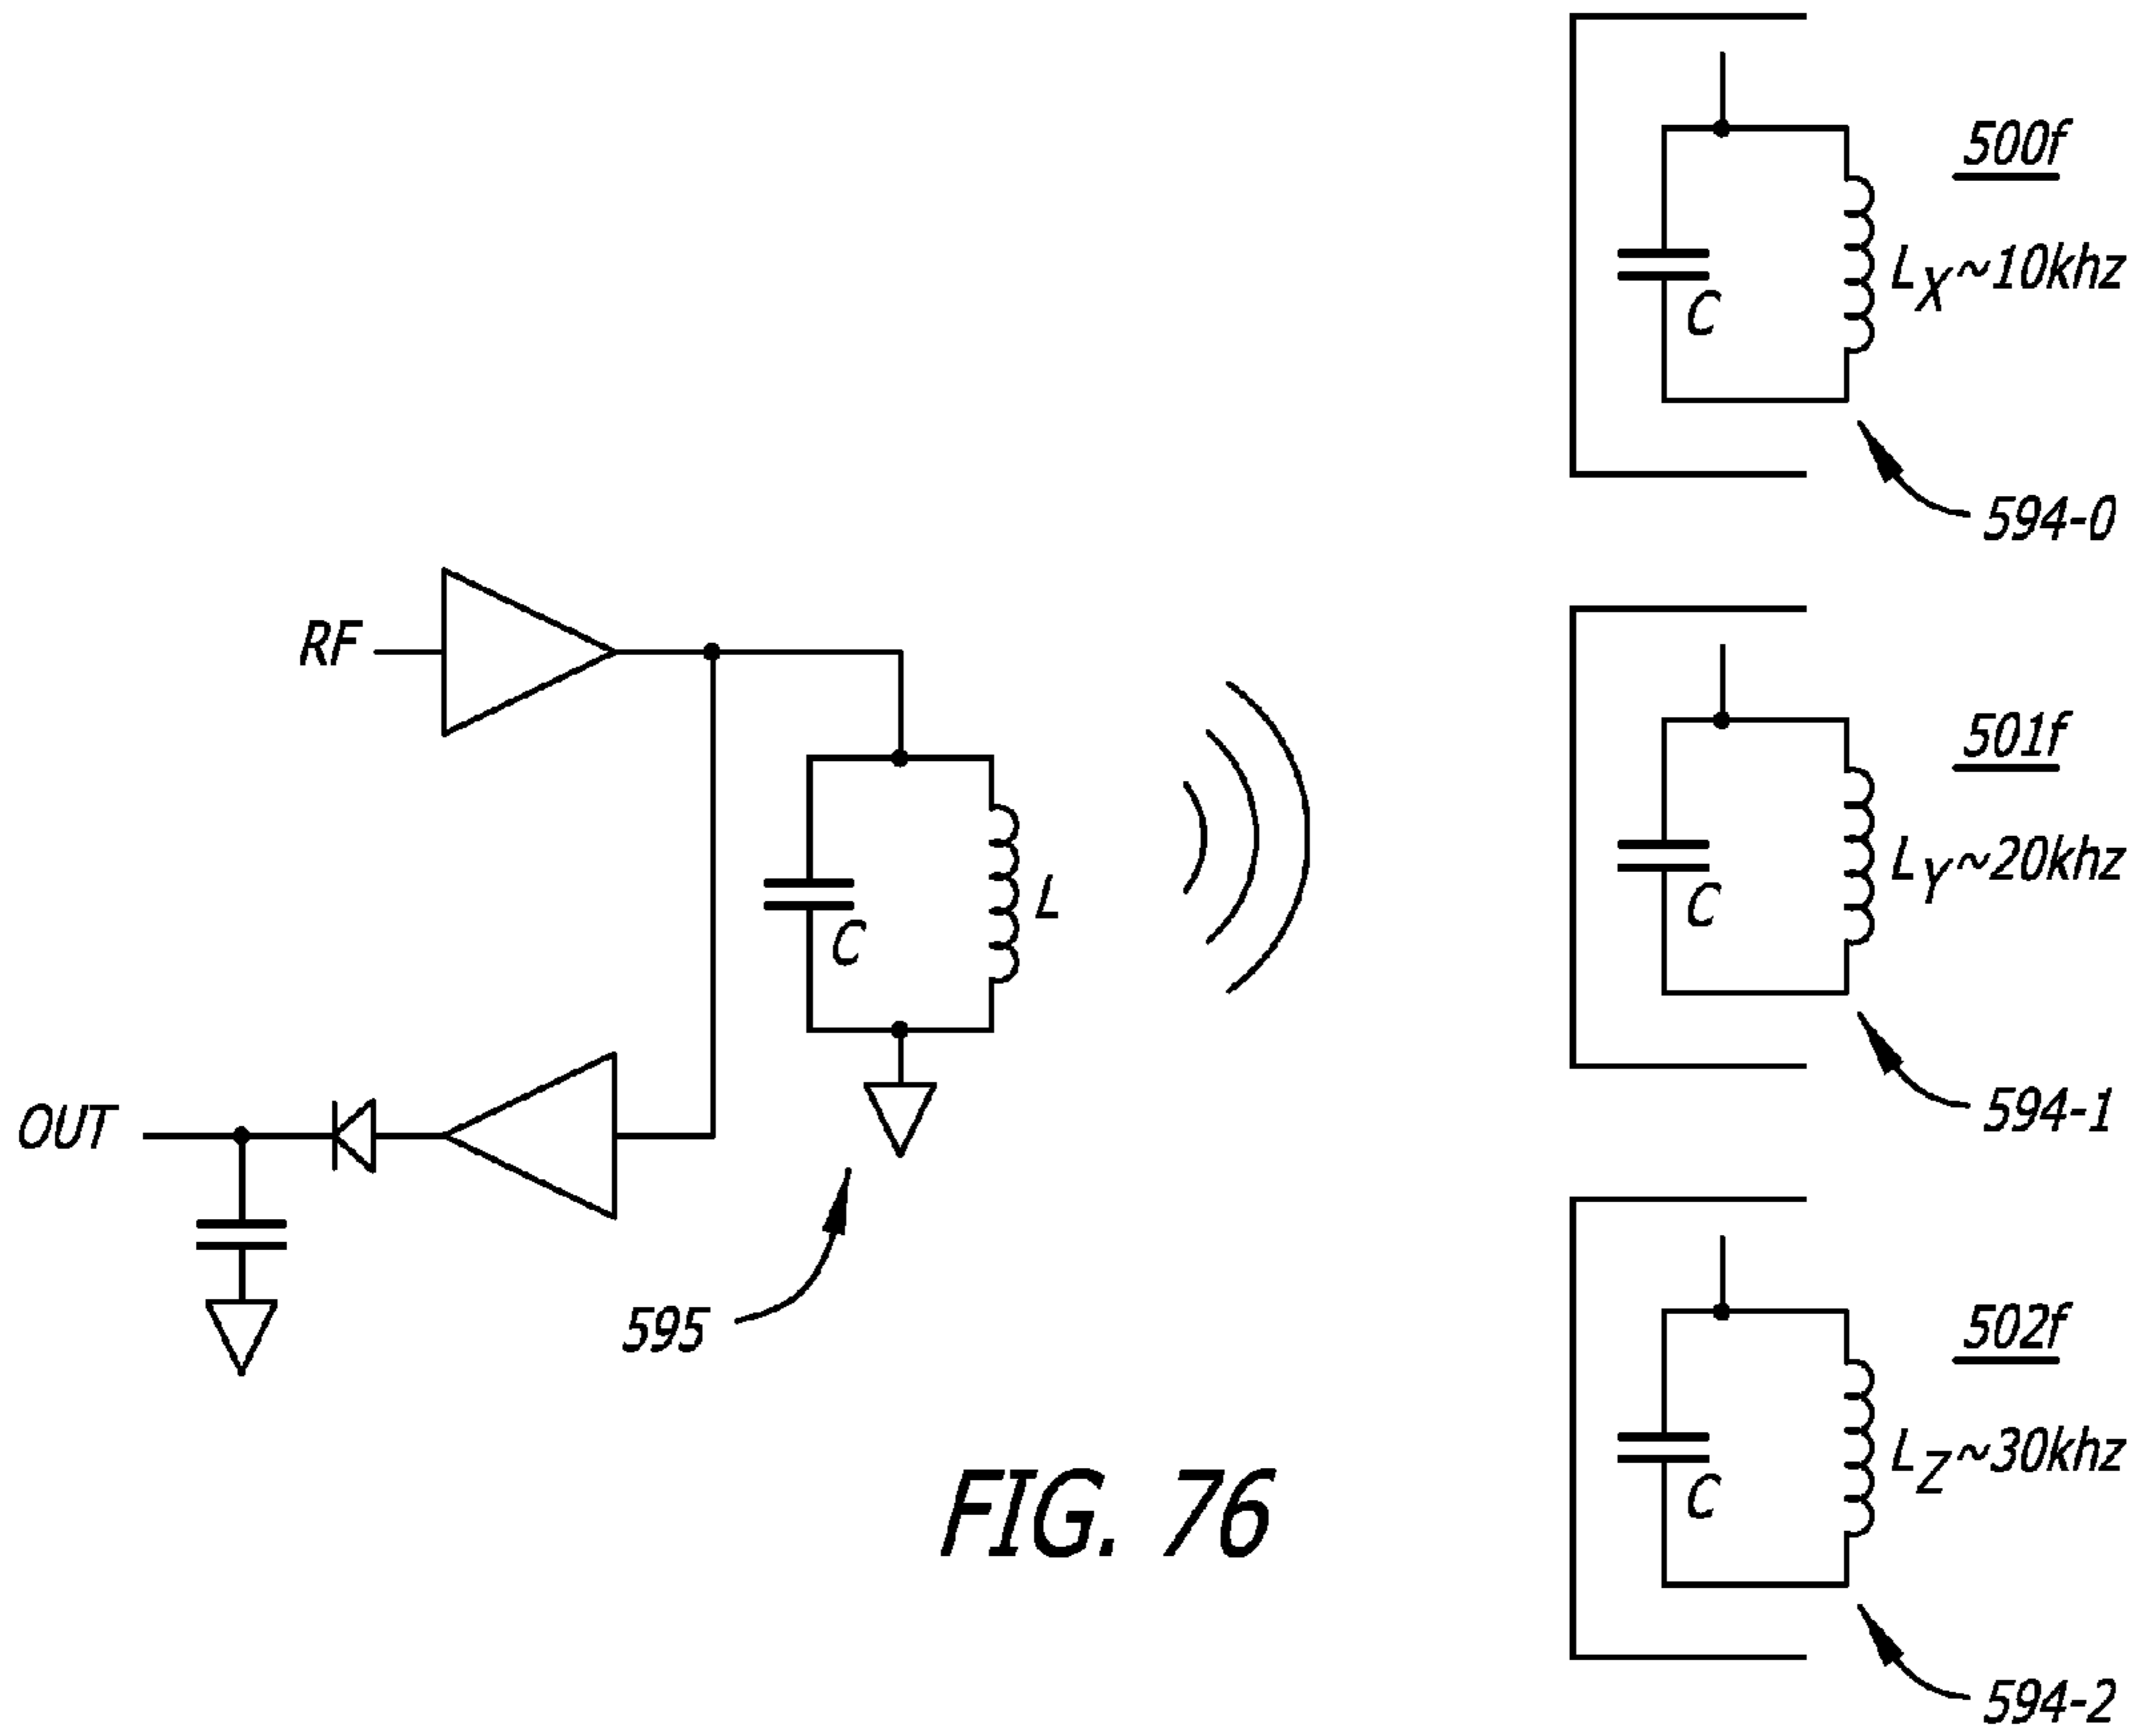 500f
C
LX~10khz
594-0
RF
501f
C
LY~20khz
C
L
594-1
OUT
595
502f
C
LZ~30khz
594-2
FIG. 76